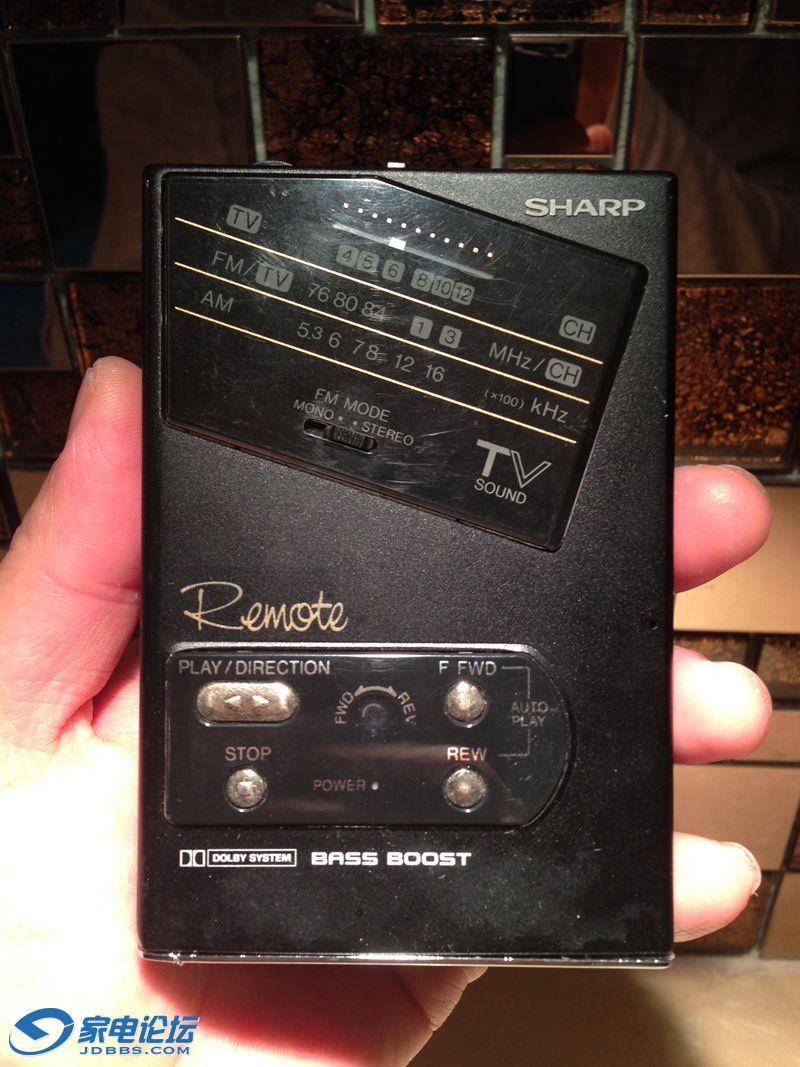 SHARP
TV
4 5 6 8 10 12
CH
FM/TV
76 80 84
1 3
MHz/CH
AM
5.3 6 7 8 12 16
(×100) kHz
FM MODE
MONO STEREO
TV
SOUND
Remote
PLAY/DIRECTION
F FWD
FWD REV
AUTO
PLAY
STOP
REW
POWER
DOLBY SYSTEM BASS BOOST
家电论坛
JDBBS.COM